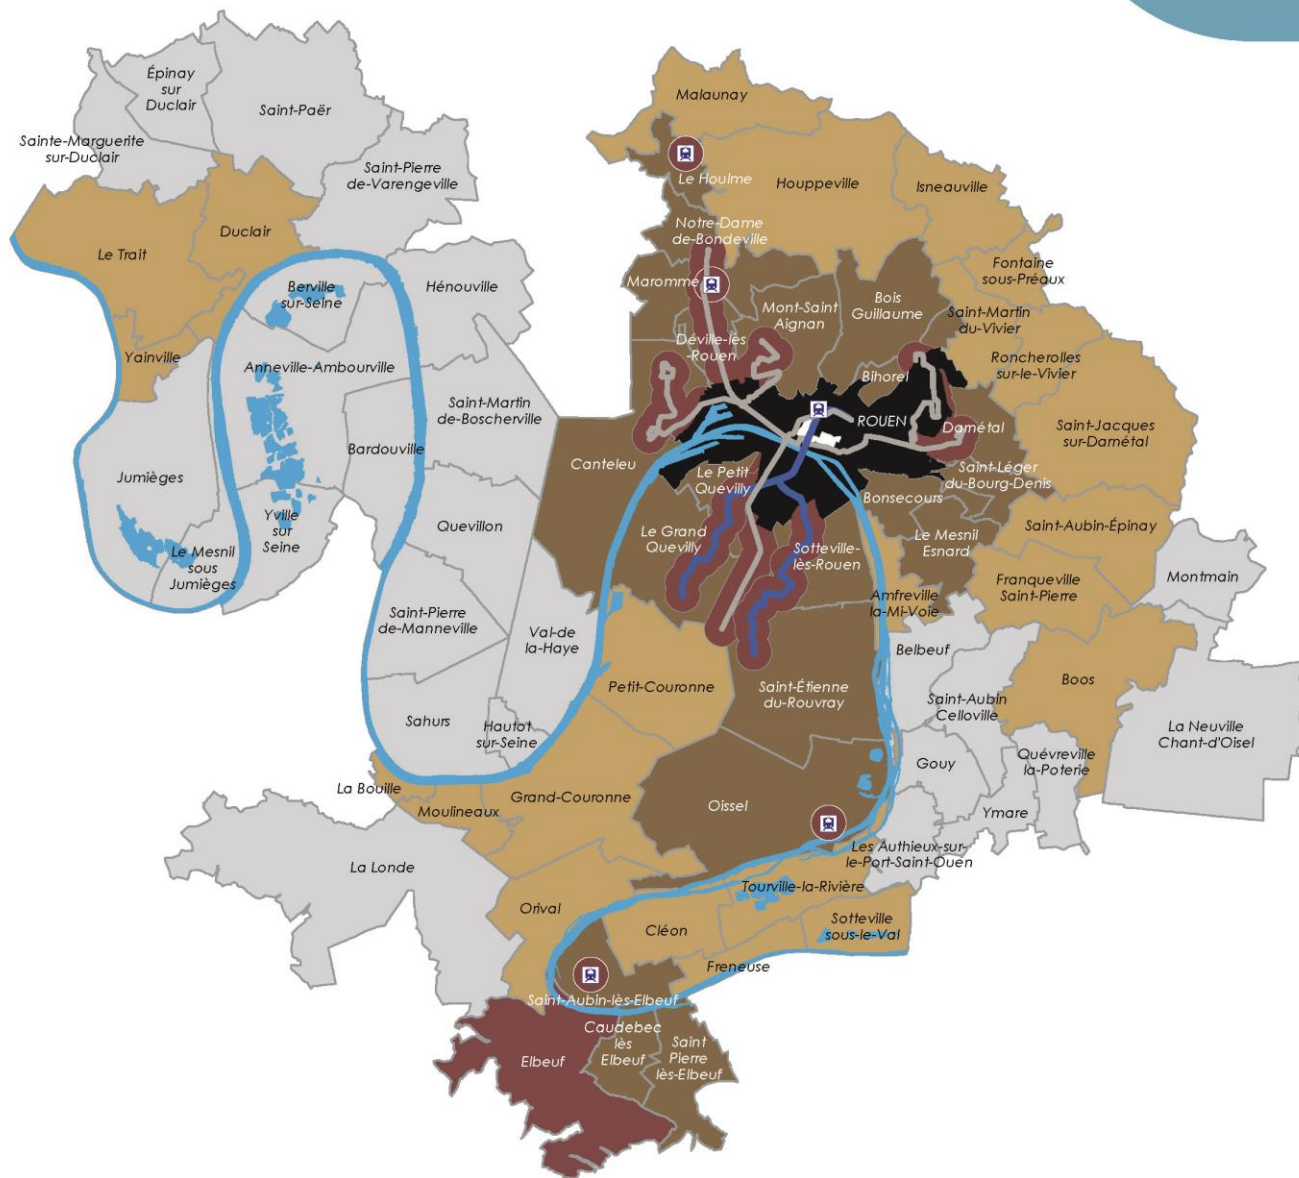 Épinay
sur
Duclair
Saint-Paër
Sainte-Marguerite
sur-Duclair
Saint-Pierre
de-Varengeville
Le Trait
Duclair
Yainville
Berville
sur-Seine
Hénouville
Anneville-Ambourville
Saint-Martin
de-Boscherville
Bardouville
Jumièges
Le Mesnil
sous
Jumièges
Yville
sur
Seine
Quevillon
Saint-Pierre
de-Manneville
Val-de
la-Haye
Sahurs
Hautot
sur-Seine
Malaunay
Le Houlme
Houppeville
Isneauville
Notre-Dame
de-Bondeville
Maromme
Mont-Saint
Aignan
Bois
Guillaume
Fontaine
sous-Préaux
Saint-Martin
du-Vivier
Déville-lès
-Rouen
Bihorel
Roncherolles
sur-le-Vivier
ROUEN
Darnétal
Saint-Jacques
sur-Darnétal
Canteleu
Le Petit
Quevilly
Saint-Léger
du-Bourg-Denis
Bonsecours
Le Grand
Quevilly
Sotteville-
lès-Rouen
Le Mesnil
Esnard
Saint-Aubin-Épinay
Amfreville
la-Mi-Voie
Franqueville
Saint-Pierre
Montmain
Belbeuf
Boos
Petit-Couronne
Saint-Étienne
du-Rouvray
Saint-Aubin
Celloville
La Neuville
Chant-d'Oisel
Gouy
Quévreville
la-Poterie
Ymare
La Bouille
Moulineaux
Grand-Couronne
Oissel
Les Authieux-sur-
le-Port-Saint-Ouen
La Londe
Tourville-la-Rivière
Orival
Cléon
Sotteville
sous-le-Val
Freneuse
Saint-Aubin-lès-Elbeuf
Elbeuf
Caudebec
lès
Elbeuf
Saint
Pierre
lès-Elbeuf